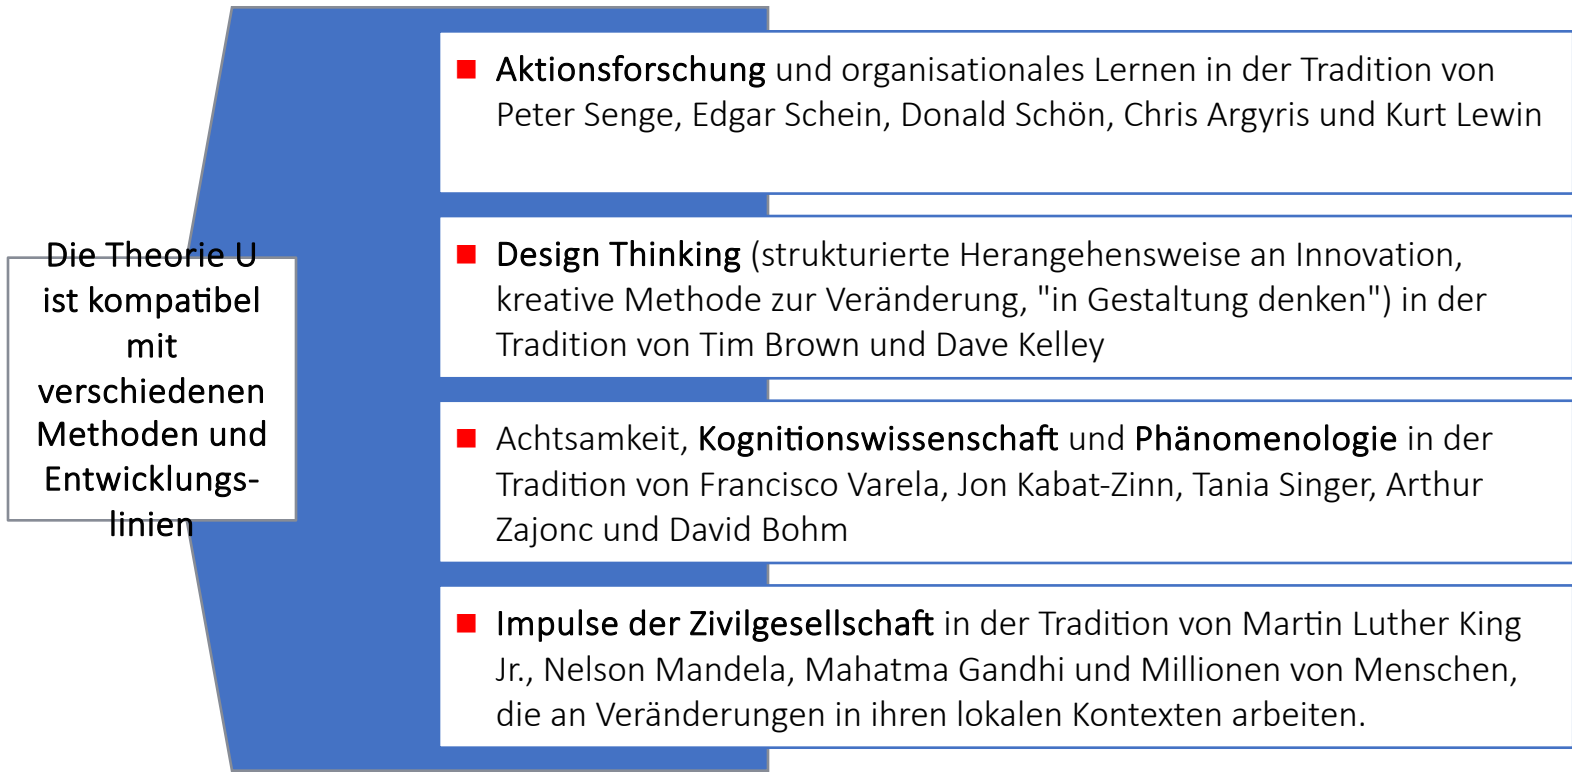 Die Theorie U
ist kompatibel
mit
verschiedenen
Methoden und
Entwicklungs-
linien
Aktionsforschung und organisationales Lernen in der Tradition von
Peter Senge, Edgar Schein, Donald Schön, Chris Argyris und Kurt Lewin
Design Thinking (strukturierte Herangehensweise an Innovation,
kreative Methode zur Veränderung, "in Gestaltung denken") in der
Tradition von Tim Brown und Dave Kelley
Achtsamkeit, Kognitionswissenschaft und Phänomenologie in der
Tradition von Francisco Varela, Jon Kabat-Zinn, Tania Singer, Arthur
Zajonc und David Bohm
Impulse der Zivilgesellschaft in der Tradition von Martin Luther King
Jr., Nelson Mandela, Mahatma Gandhi und Millionen von Menschen,
die an Veränderungen in ihren lokalen Kontexten arbeiten.